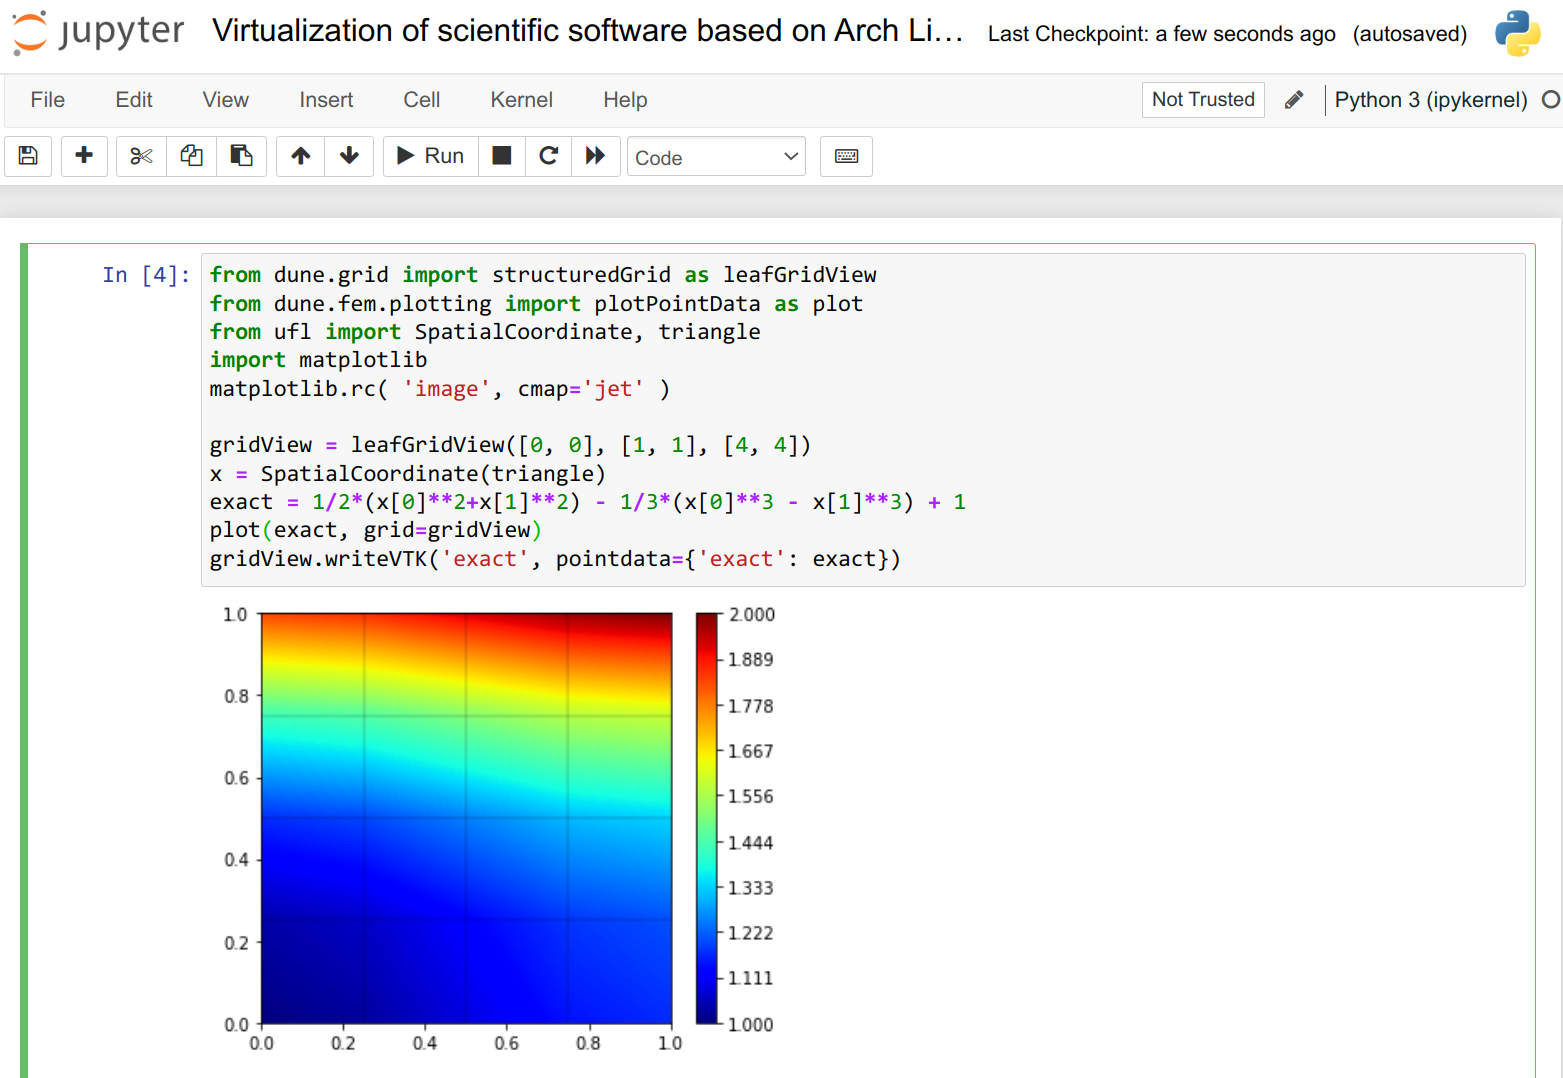 jupyter Virtualization of scientific software based on Arch Li... Last Checkpoint: a few seconds ago (autosaved)
File Edit View Insert Cell Kernel Help Not Trusted Python 3 (ipykernel)
Run Code
In [4]: from dune.grid import structuredGrid as leafGridView
from dune.fem.plotting import plotPointData as plot
from ufl import SpatialCoordinate, triangle
import matplotlib
matplotlib.rc( 'image', cmap='jet' )
gridView = leafGridView([0, 0], [1, 1], [4, 4])
x = SpatialCoordinate(triangle)
exact = 1/2*(x[0]**2+x[1]**2) - 1/3*(x[0]**3 - x[1]**3) + 1
plot(exact, grid=gridView)
gridView.writeVTK('exact', pointdata={'exact': exact})
1.0
0.8
0.6
0.4
0.2
0.0
0.0 0.2 0.4 0.6 0.8 1.0
2.000
1.889
1.778
1.667
1.556
1.444
1.333
1.222
1.111
1.000